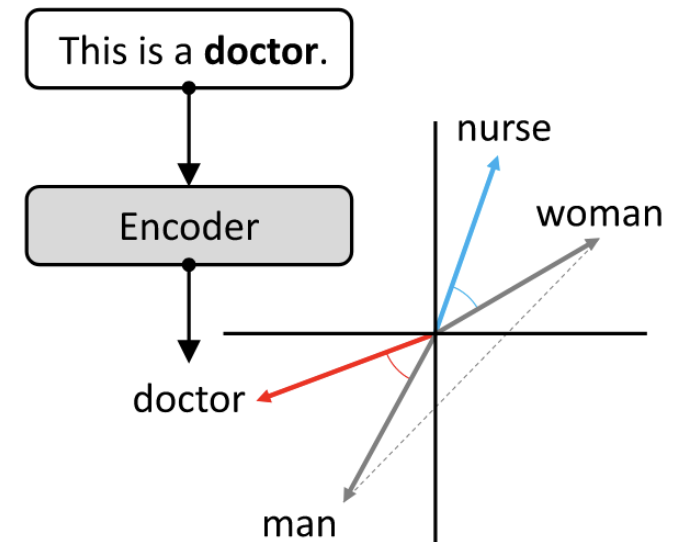 This is a doctor.
Encoder
doctor
nurse
woman
man